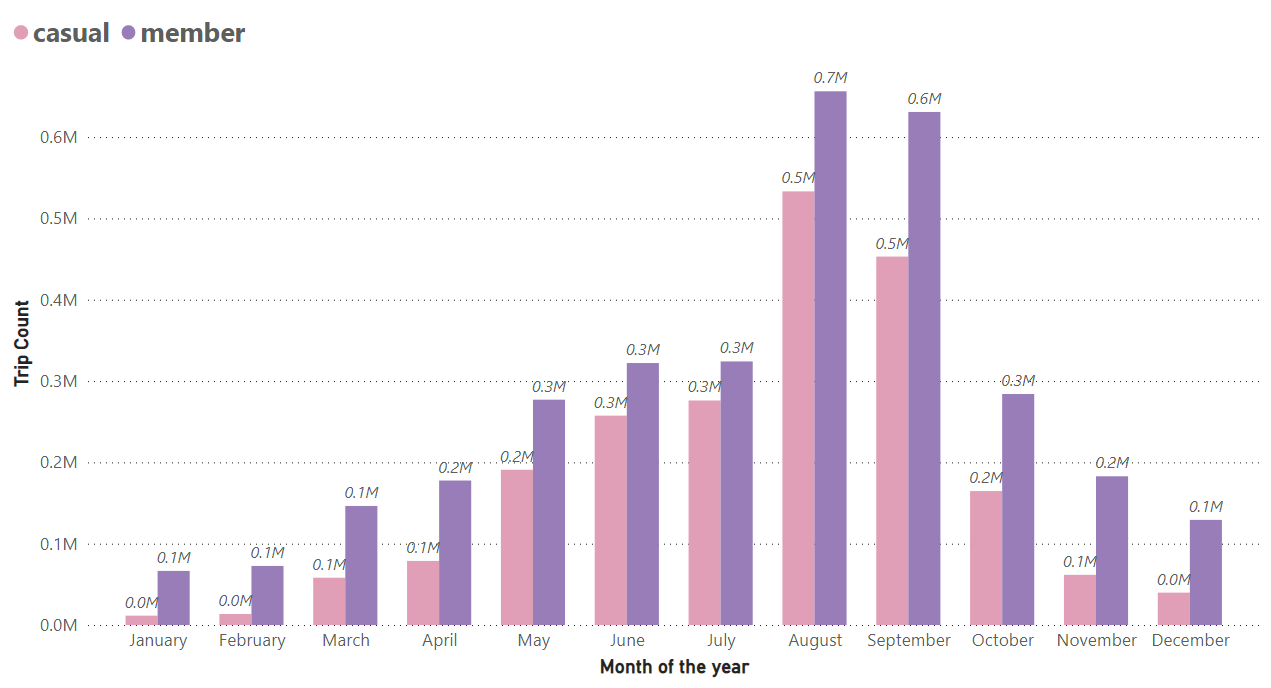 casual member
0.7M
0.6M
0.6M
0.5M
0.5M
0.5M
0.4M
0.3M 0.3M
0.3M 0.3M 0.3M 0.3M
0.3M
0.2M 0.2M 0.2M 0.2M
0.2M
0.1M 0.1M
0.1M 0.1M 0.1M 0.1M
0.1M 0.1M
0.0M 0.0M 0.0M
0.0M
January February March April May June July August September October November December
Month of the year
Trip Count